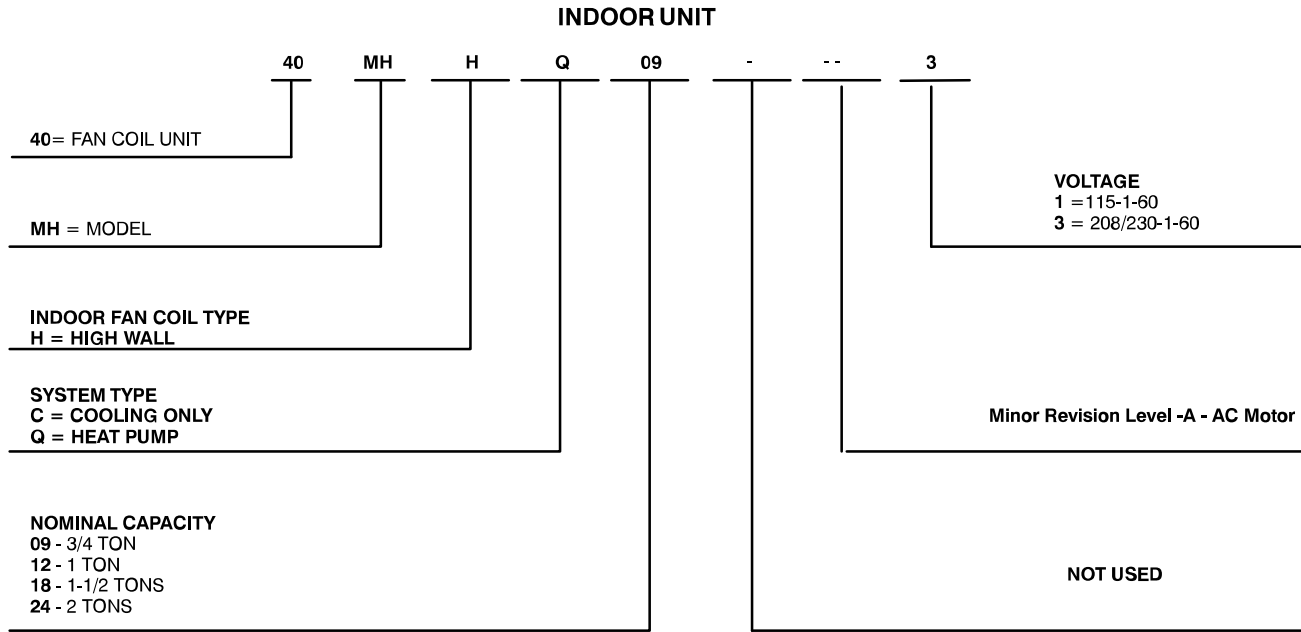 INDOOR UNIT
40 MH H Q 09 - - - 3
40= FAN COIL UNIT
MH = MODEL
INDOOR FAN COIL TYPE
H = HIGH WALL
SYSTEM TYPE
C = COOLING ONLY
Q = HEAT PUMP
NOMINAL CAPACITY
09 - 3/4 TON
12 - 1 TON
18 - 1-1/2 TONS
24 - 2 TONS
VOLTAGE
1 =115-1-60
3 = 208/230-1-60
Minor Revision Level -A - AC Motor
NOT USED